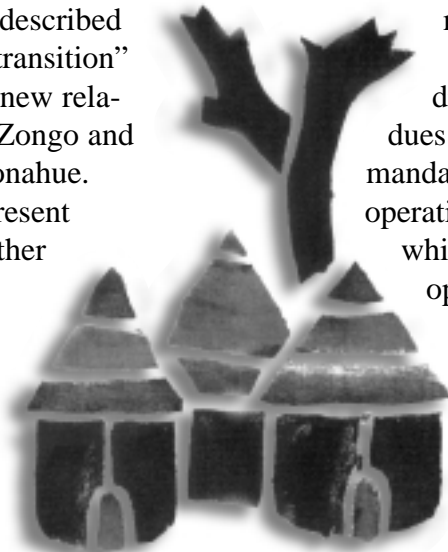 described
transition”
new rela-
Zongo and
onahue.
resent
ther
d
dues
manda
operati
whi
op